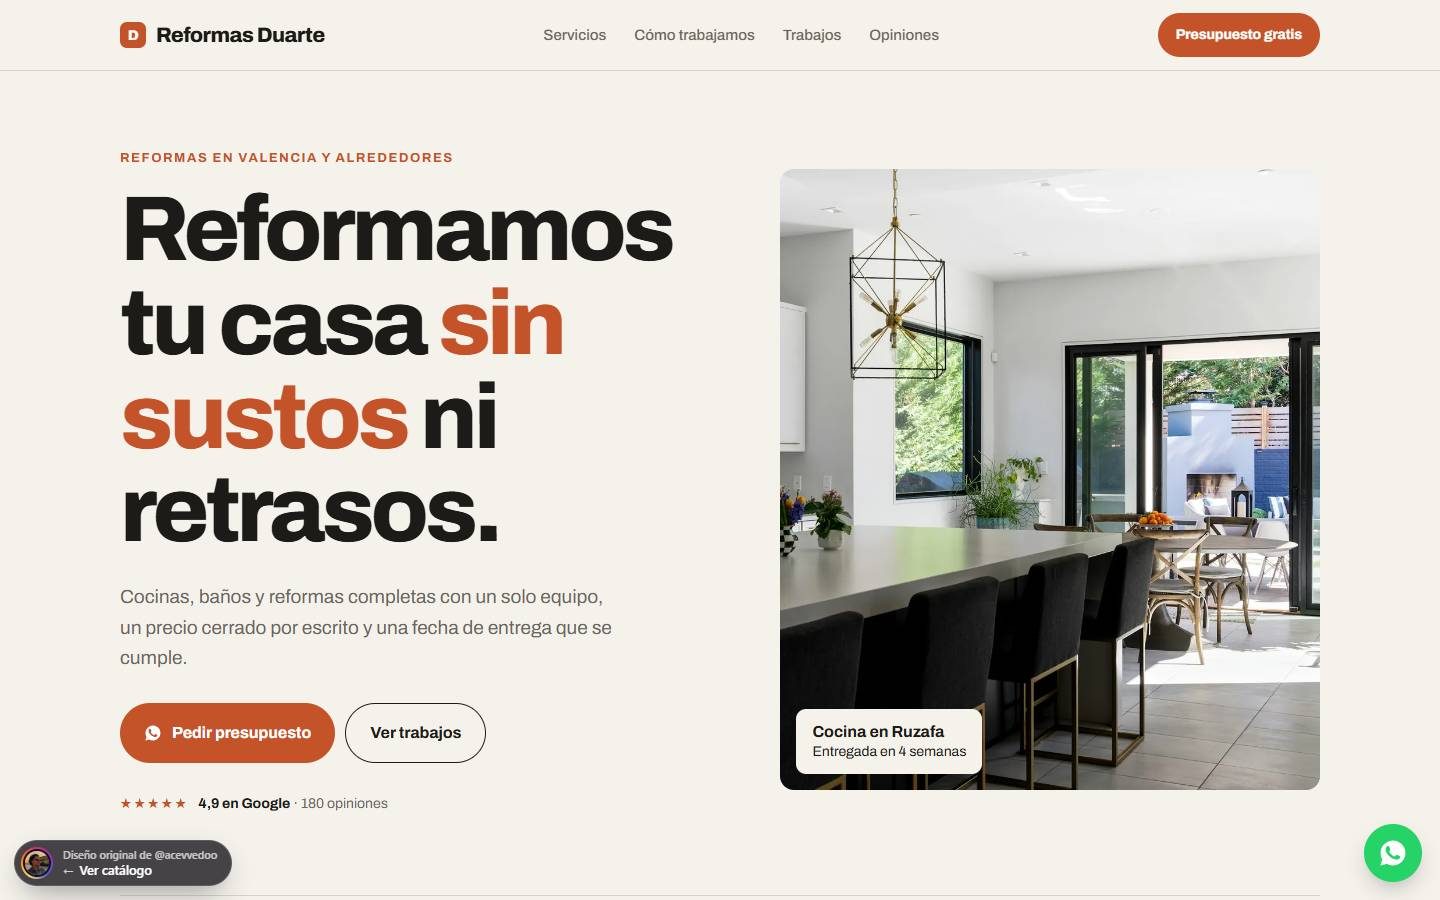 D Reformas Duarte
Servicios Cómo trabajamos Trabajos Opiniones
Presupuesto gratis
REFORMAS EN VALENCIA Y ALREDEDORES
Reformamos
tu casa sin
sustos ni
retrasos.
Cocinas, baños y reformas completas con un solo equipo,
un precio cerrado por escrito y una fecha de entrega que se
cumple.
Pedir presupuesto
Ver trabajos
★★★★★ 4,9 en Google · 180 opiniones
Cocina en Ruzafa
Entregada en 4 semanas
Diseño original de @acevvedoo
← Ver catálogo